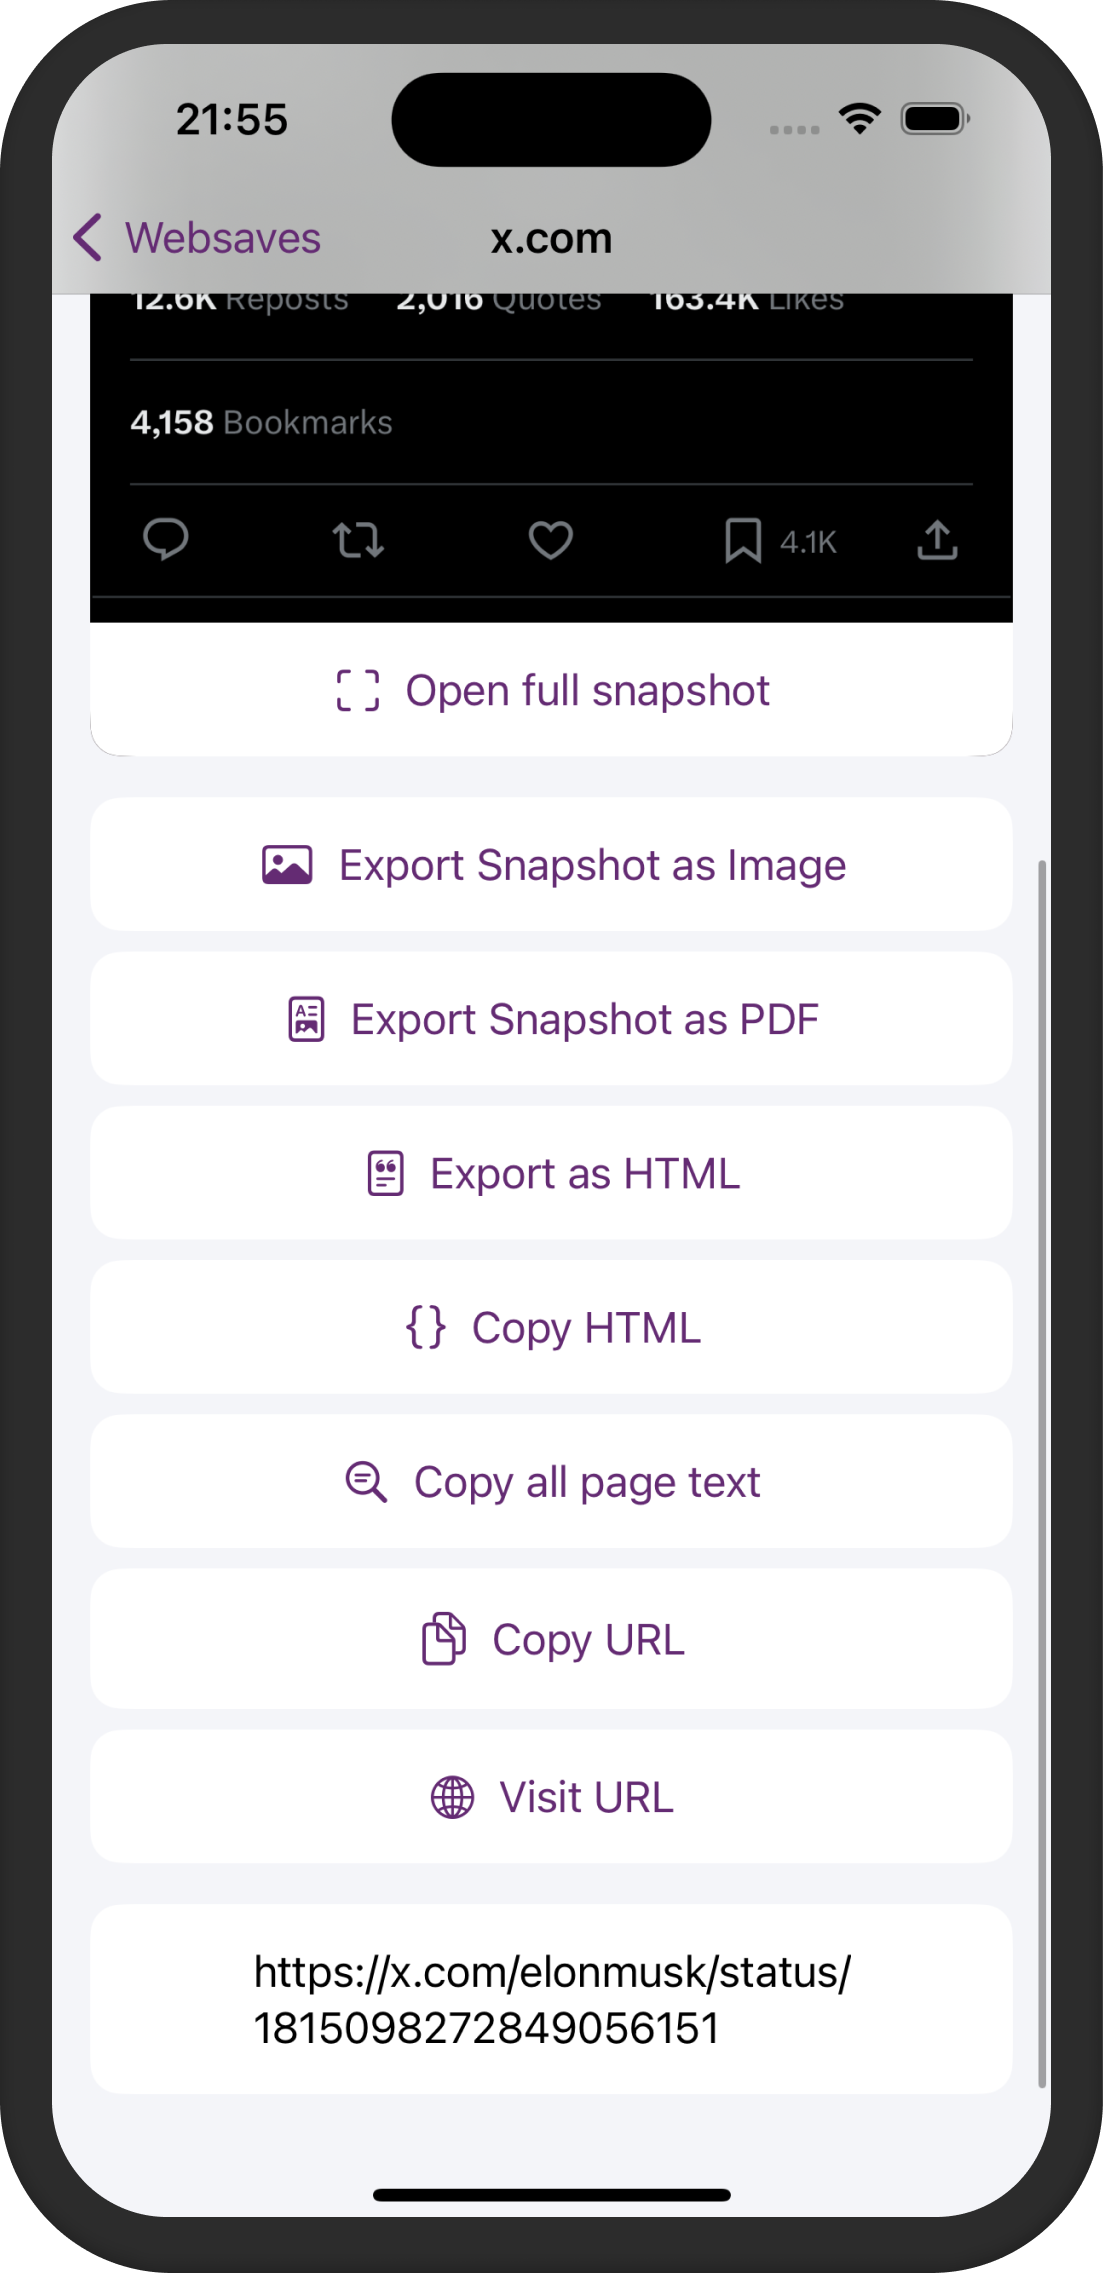 21:55
Websaves
x.com
12.6K Reposts 2,016 Quotes 163.4K Likes
4,158 Bookmarks
4.1K
Open full snapshot
Export Snapshot as Image
Export Snapshot as PDF
Export as HTML
{} Copy HTML
Copy all page text
Copy URL
Visit URL
https://x.com/elonmusk/status/
1815098272849056151